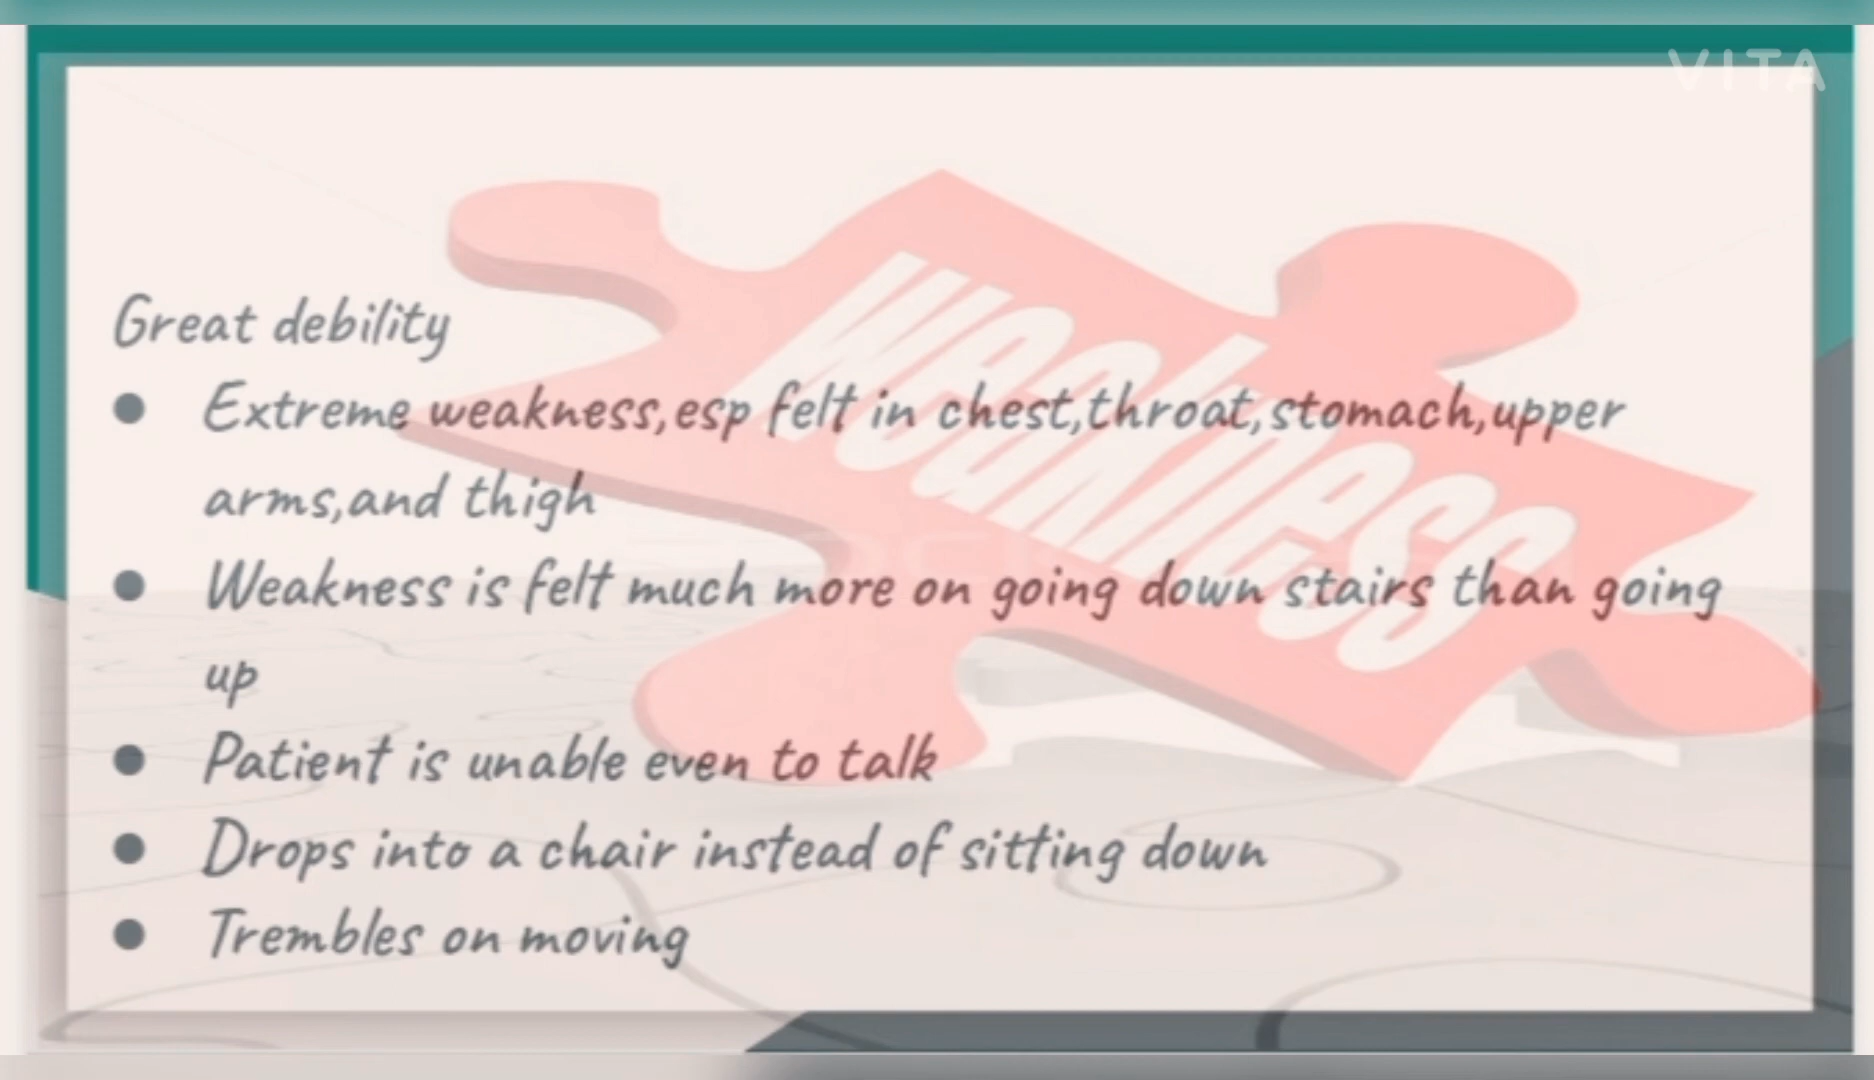 VITA
weakness
Great debility
● Extreme weakness,esp felt in chest,throat,stomach,upper
arms,and thigh
● Weakness is felt much more on going down stairs than going
up
● Patient is unable even to talk
● Drops into a chair instead of sitting down
● Trembles on moving